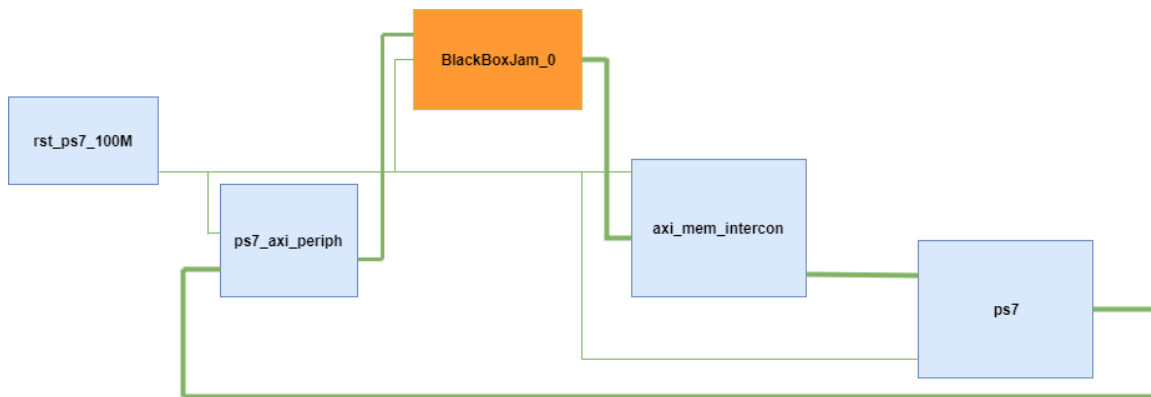 BlackBoxJam_0
rst_ps7_100M
ps7_axi_periph
axi_mem_intercon
ps7